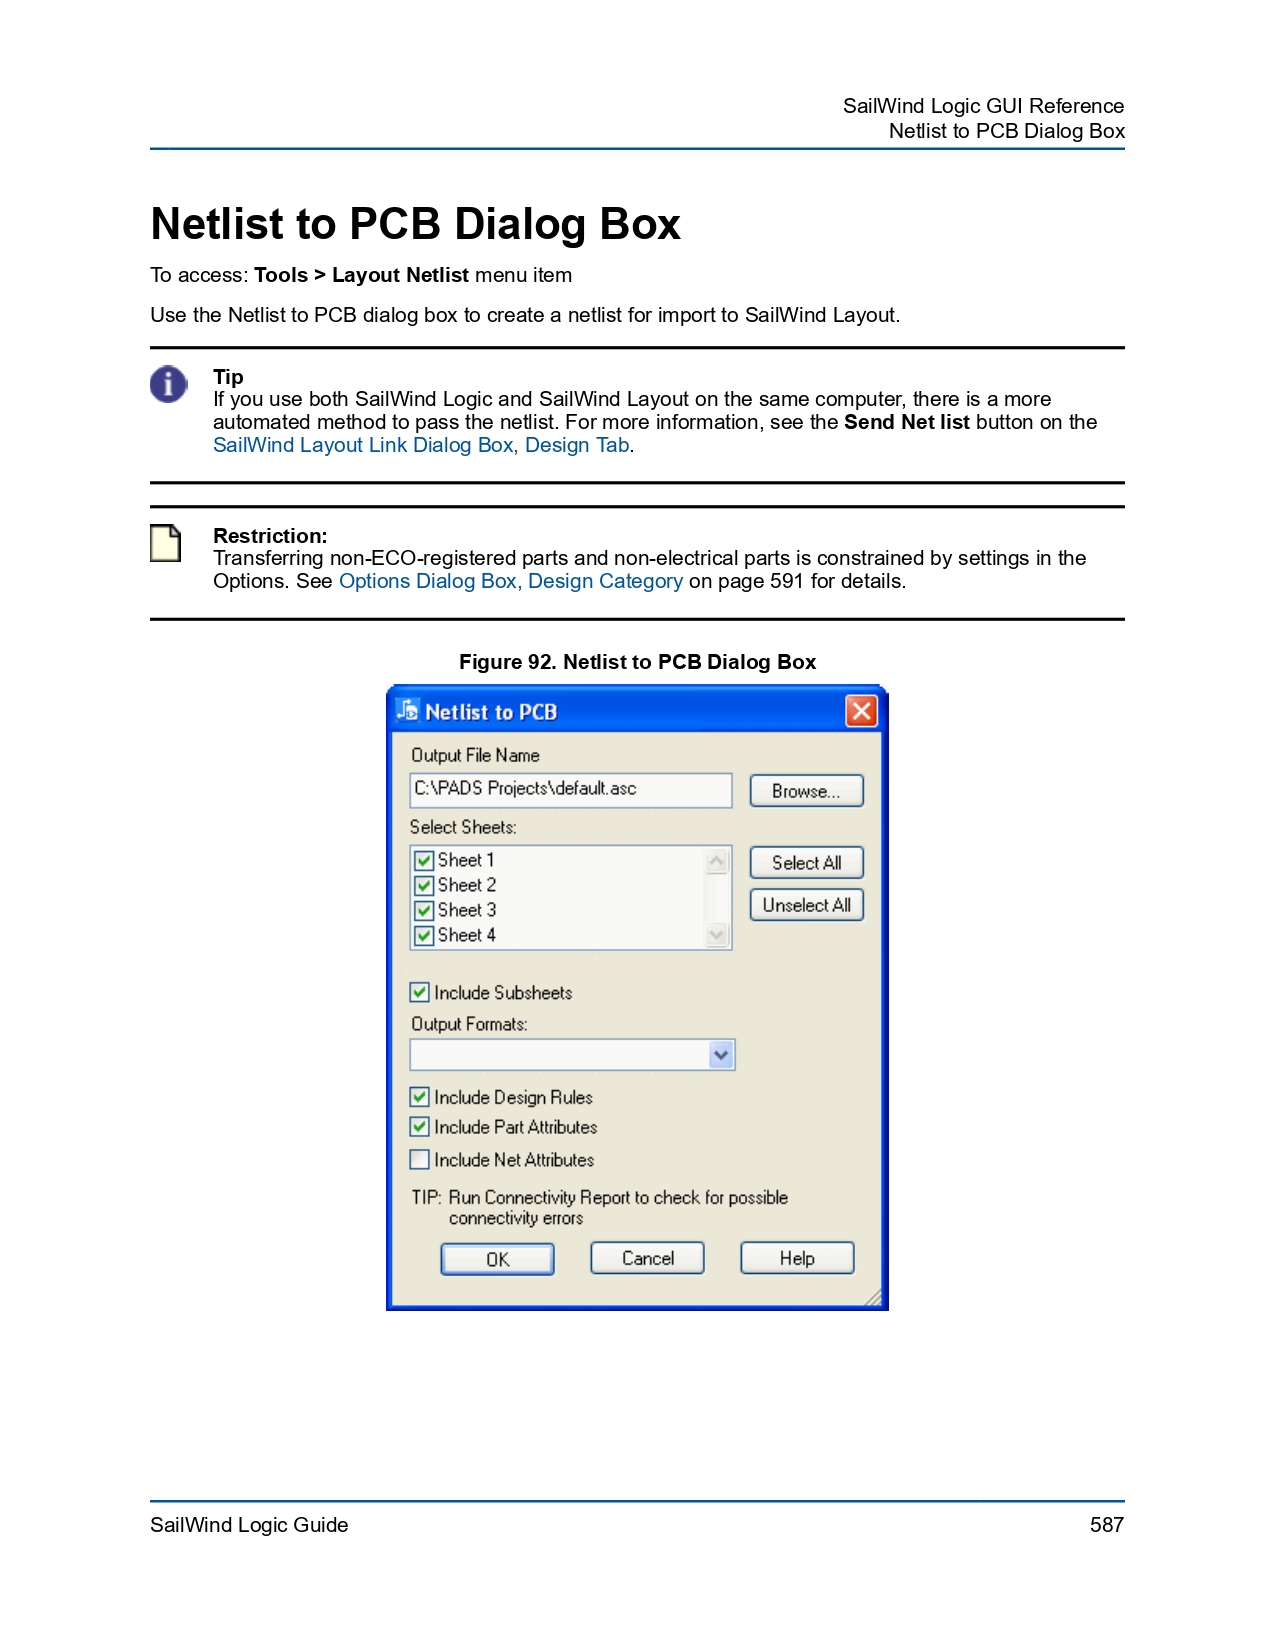 SailWind Logic GUI Reference
Netlist to PCB Dialog Box
Netlist to PCB Dialog Box
To access: Tools > Layout Netlist menu item
Use the Netlist to PCB dialog box to create a netlist for import to SailWind Layout.
Tip
If you use both SailWind Logic and SailWind Layout on the same computer, there is a more
automated method to pass the netlist. For more information, see the Send Net list button on the
SailWind Layout Link Dialog Box, Design Tab.
Restriction:
Transferring non-ECO-registered parts and non-electrical parts is constrained by settings in the
Options. See Options Dialog Box, Design Category on page 591 for details.
Figure 92. Netlist to PCB Dialog Box
Netlist to PCB
Output File Name
C:\PADS Projects\default.asc
Browse...
Select Sheets:
Sheet 1
Sheet 2
Sheet 3
Sheet 4
Select All
Unselect All
Include Subsheets
Output Formats:
Include Design Rules
Include Part Attributes
Include Net Attributes
TIP: Run Connectivity Report to check for possible
connectivity errors
OK Cancel Help
SailWind Logic Guide 587